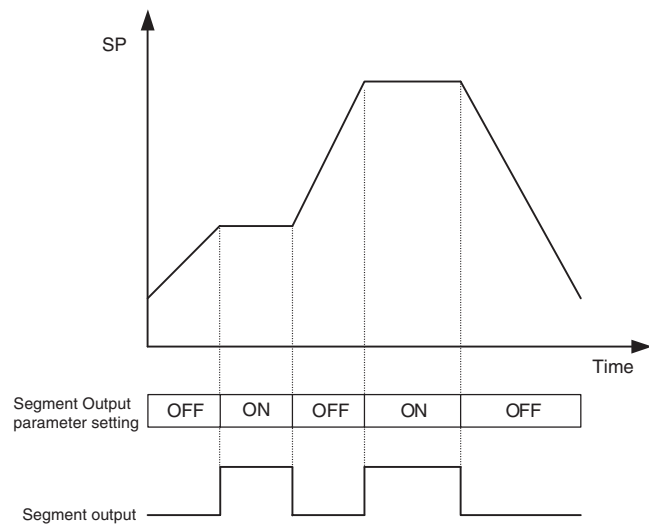 SP
Time
Segment Output
parameter setting
OFF ON OFF ON OFF
Segment output